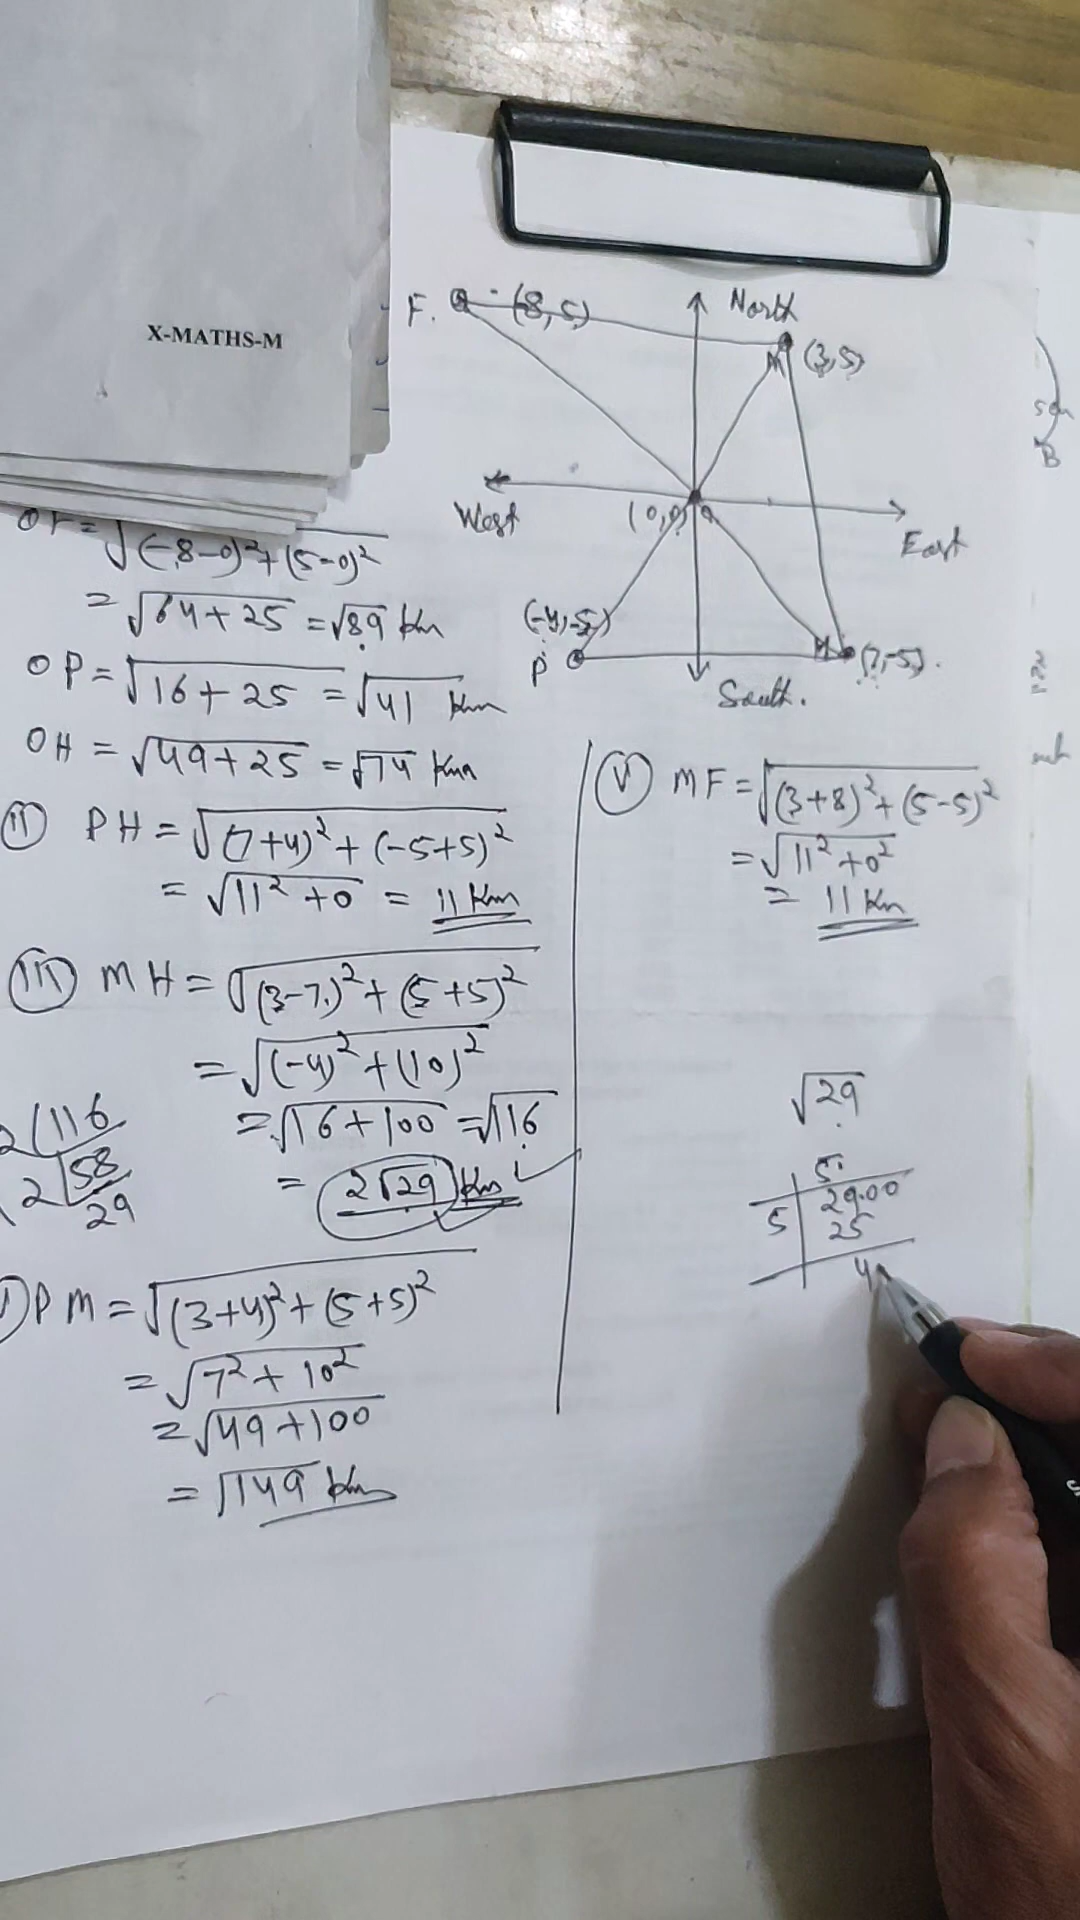 X-MATHS-M
F. (-8, 5)
North
M (3, 5)
West
(0,0)
East
(-4, -5)
P
H (7, -5).
South.
= √(-8-0)² + (5-0)²
= √64+25 = √89 km
OP = √16+25 = √41 km
OH = √49+25 = √74 km
(ii) PH = √(7+4)² + (-5+5)²
= √11²+0 = 11 km
(iii) MH = √(3-7)² + (5+5)²
= √(-4)² + (10)²
= √16+100 = √116
= 2√29 km
2 116
2 58
29
PM = √(3+4)² + (5+5)²
= √7² + 10²
= √49+100
= √149 km
(v) MF = √(3+8)² + (5-5)²
= √11² + 0²
= 11 km
√29
5.
5 29.00
25
4